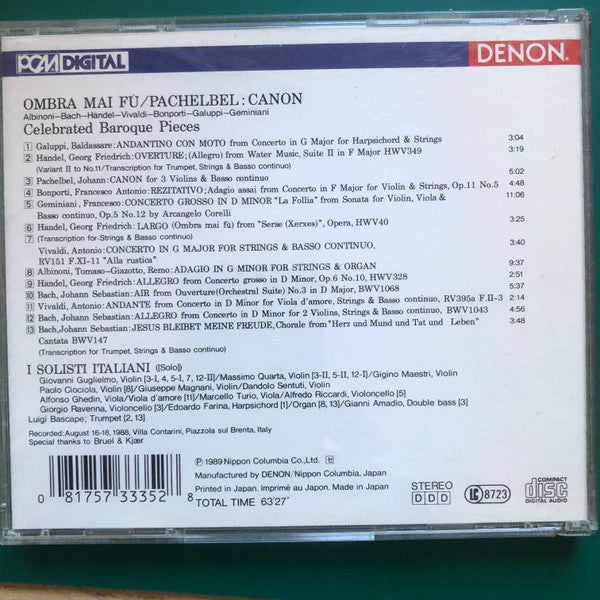 PCM DIGITAL
DENON
OMBRA MAI FÙ/PACHELBEL: CANON
Albinoni—Bach—Händel—Vivaldi—Bonporti—Galuppi—Geminiani
Celebrated Baroque Pieces
1 Galuppi, Baldassare: ANDANTINO CON MOTO from Concerto in G Major for Harpsichord & Strings 3:04
2 Handel, Georg Friedrich: OVERTURE; (Allegro) from Water Music, Suite II in F Major HWV349 3:19
(Variant II to No.11/Transcription for Trumpet, Strings & Basso continuo)
3 Pachelbel, Johann: CANON for 3 Violins & Basso continuo 5:02
4 Bonporti, Francesco Antonio: REZITATIVO; Adagio assai from Concerto in F Major for Violin & Strings, Op.11 No.5 4:48
5 Geminiani, Francesco: CONCERTO GROSSO IN D MINOR "La Follia" from Sonata for Violin, Viola & 11:06
Basso continuo, Op.5 No.12 by Arcangelo Corelli
6 Händel, Georg Friedrich: LARGO (Ombra mai fù) from "Serse (Xerxes)", Opera, HWV40 3:25
7 (Transcription for Strings & Basso continuo)
Vivaldi, Antonio: CONCERTO IN G MAJOR FOR STRINGS & BASSO CONTINUO, 3:40
RV151 F.XI-11 "Alla rustica"
8 Albinoni, Tomaso-Giazotto, Remo: ADAGIO IN G MINOR FOR STRINGS & ORGAN 9:37
9 Händel, Georg Friedrich: ALLEGRO from Concerto grosso in D Minor, Op.6 No.10, HWV328 2:51
10 Bach, Johann Sebastian: AIR from Ouverture(Orchestral Suite) No.3 in D Major, BWV1068 5:37
11 Vivaldi, Antonio: ANDANTE from Concerto in D Minor for Viola d'amore, Strings & Basso continuo, RV395a F.II-3 2:14
12 Bach, Johann Sebastian: ALLEGRO from Concerto in D Minor for 2 Violins, Strings & Basso continuo, BWV1043 4:56
13 Bach, Johann Sebastian: JESUS BLEIBET MEINE FREUDE, Chorale from "Herz und Mund und Tat und Leben" 3:48
Cantata BWV147
(Transcription for Trumpet, Strings & Basso continuo)
I SOLISTI ITALIANI ([Solo])
Giovanni Guglielmo, Violin [3-I, 4, 5-I, 7, 12-II]/Massimo Quarta, Violin [3-II, 5-II, 12-I]/Gigino Maestri, Violin
Paolo Ciociola, Violin [8]/Giuseppe Magnani, Violin/Dandolo Sentuti, Violin
Alfonso Ghedin, Viola/Viola d'amore [11]/Marcello Turio, Viola/Alfredo Riccardi, Violoncello [5]
Giorgio Ravenna, Violoncello [3]/Edoardo Farina, Harpsichord [1]/Organ [8, 13]/Gianni Amadio, Double bass [3]
Luigi Bascape; Trumpet [2, 13]
Recorded: August 16-18, 1988, Villa Contarini, Piazzola sul Brenta, Italy
Special thanks to Bruel & Kjær
0 81757 33352 8
Ⓟ1989 Nippon Columbia Co., Ltd.
Manufactured by DENON/Nippon Columbia, Japan
Printed in Japan. Imprimé au Japon. Made in Japan
TOTAL TIME 63'27"
STEREO
DDD
LC 8723
COMPACT
disc
DIGITAL AUDIO